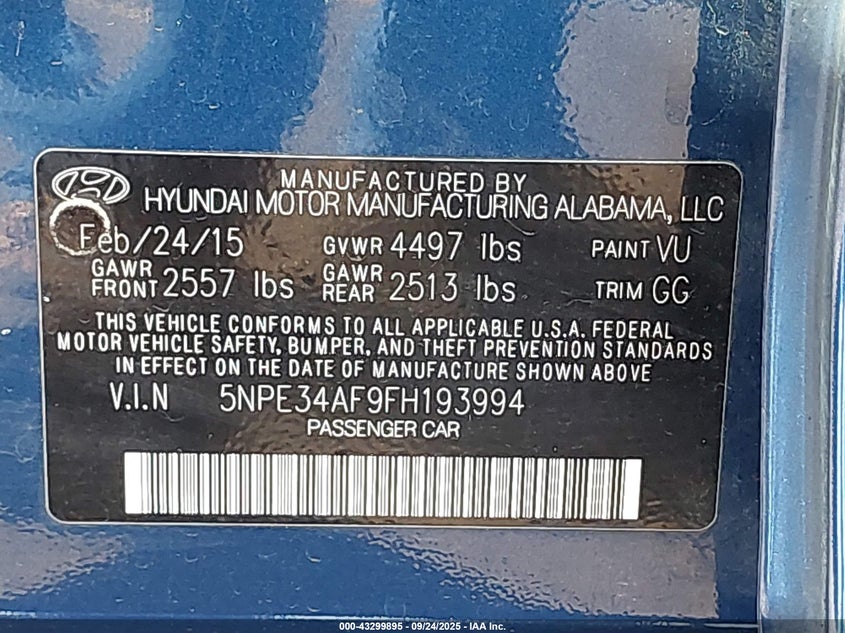 MANUFACTURED BY
HYUNDAI MOTOR MANUFACTURING ALABAMA, LLC
Feb/24/15 GVWR 4497 lbs PAINT VU
GAWR FRONT 2557 lbs GAWR REAR 2513 lbs TRIM GG
THIS VEHICLE CONFORMS TO ALL APPLICABLE U.S.A. FEDERAL
MOTOR VEHICLE SAFETY, BUMPER, AND THEFT PREVENTION STANDARDS
IN EFFECT ON THE DATE OF MANUFACTURE SHOWN ABOVE
V.I.N 5NPE34AF9FH193994
PASSENGER CAR
000-43299895 - 09/24/2025 - IAA Inc.